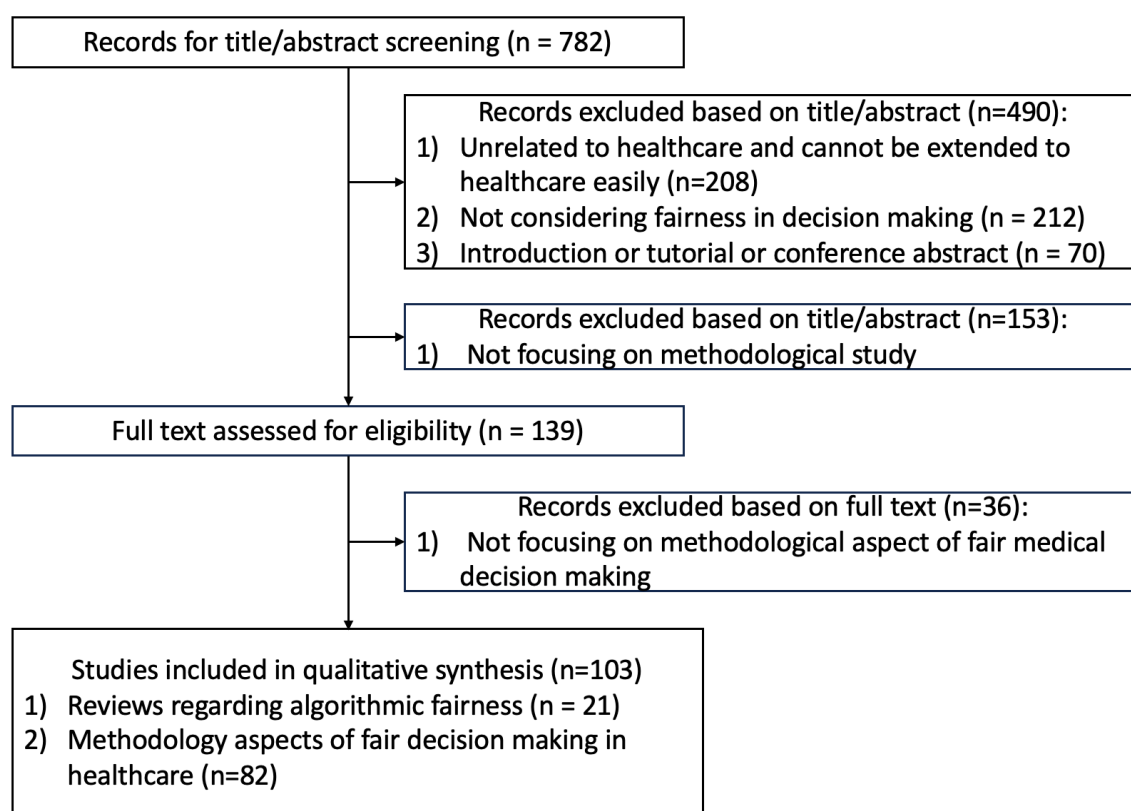 Records for title/abstract screening (n = 782)
Records excluded based on title/abstract (n=490):
1) Unrelated to healthcare and cannot be extended to
healthcare easily (n=208)
2) Not considering fairness in decision making (n = 212)
3) Introduction or tutorial or conference abstract (n = 70)
Records excluded based on title/abstract (n=153):
1) Not focusing on methodological study
Full text assessed for eligibility (n = 139)
Records excluded based on full text (n=36):
1) Not focusing on methodological aspect of fair medical
decision making
Studies included in qualitative synthesis (n=103)
1) Reviews regarding algorithmic fairness (n = 21)
2) Methodology aspects of fair decision making in
healthcare (n=82)